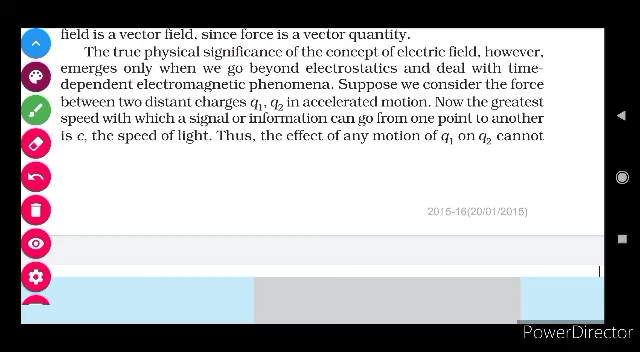 field is a vector field, since force is a vector quantity.
The true physical significance of the concept of electric field, however,
emerges only when we go beyond electrostatics and deal with time-
dependent electromagnetic phenomena. Suppose we consider the force
between two distant charges q₁, q₂ in accelerated motion. Now the greatest
speed with which a signal or information can go from one point to another
is c, the speed of light. Thus, the effect of any motion of q₁ on q₂ cannot
2015-16(20/01/2015)
PowerDirector